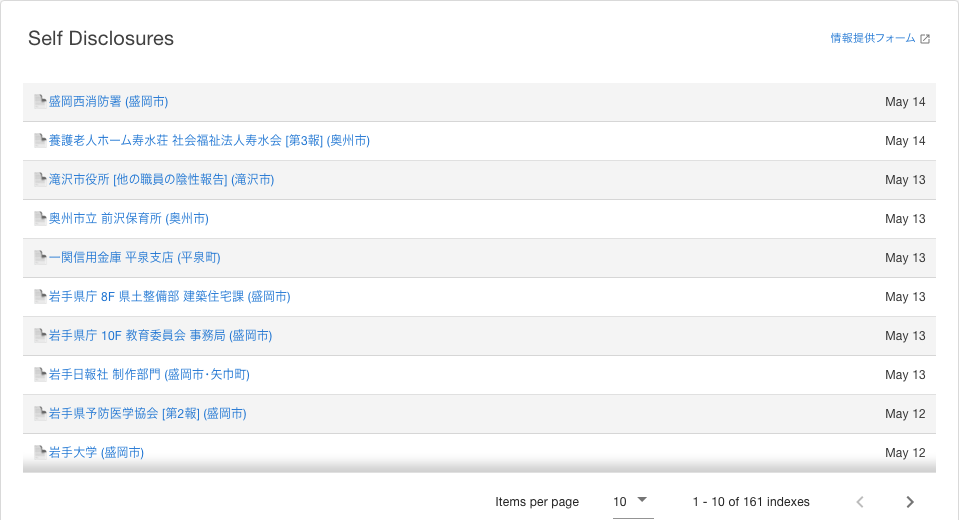 Self Disclosures
情報提供フォーム
盛岡西消防署 (盛岡市) May 14
養護老人ホーム寿水荘 社会福祉法人寿水会 [第3報] (奥州市) May 14
滝沢市役所 [他の職員の陰性報告] (滝沢市) May 13
奥州市立 前沢保育所 (奥州市) May 13
一関信用金庫 平泉支店 (平泉町) May 13
岩手県庁 8F 県土整備部 建築住宅課 (盛岡市) May 13
岩手県庁 10F 教育委員会 事務局 (盛岡市) May 13
岩手日報社 制作部門 (盛岡市･矢巾町) May 13
岩手県予防医学協会 [第2報] (盛岡市) May 12
岩手大学 (盛岡市) May 12
Items per page 10 1 - 10 of 161 indexes